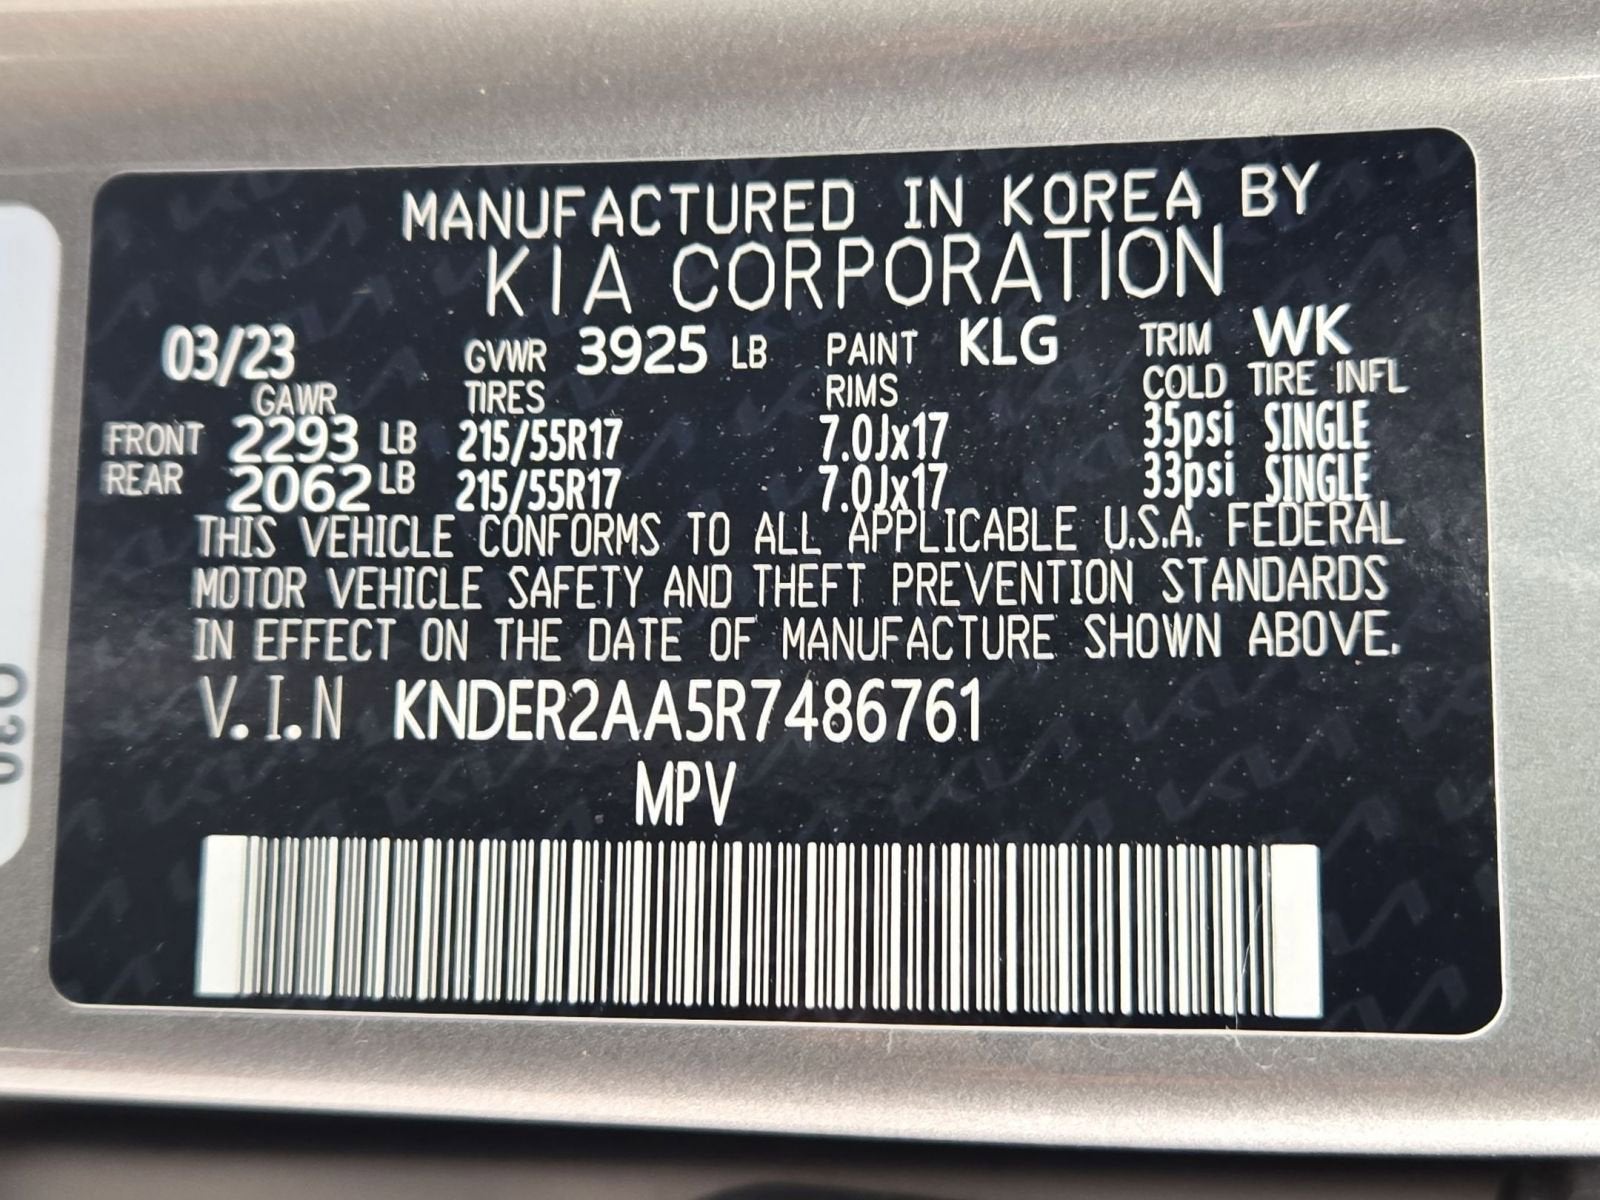 MANUFACTURED IN KOREA BY
KIA CORPORATION
03/23 GVWR 3925 LB PAINT KLG TRIM WK
GAWR TIRES RIMS COLD TIRE INFL
FRONT 2293 LB 215/55R17 7.0Jx17 35psi SINGLE
REAR 2062 LB 215/55R17 7.0Jx17 33psi SINGLE
THIS VEHICLE CONFORMS TO ALL APPLICABLE U.S.A. FEDERAL
MOTOR VEHICLE SAFETY AND THEFT PREVENTION STANDARDS
IN EFFECT ON THE DATE OF MANUFACTURE SHOWN ABOVE.
V.I.N KNDER2AA5R7486761
MPV